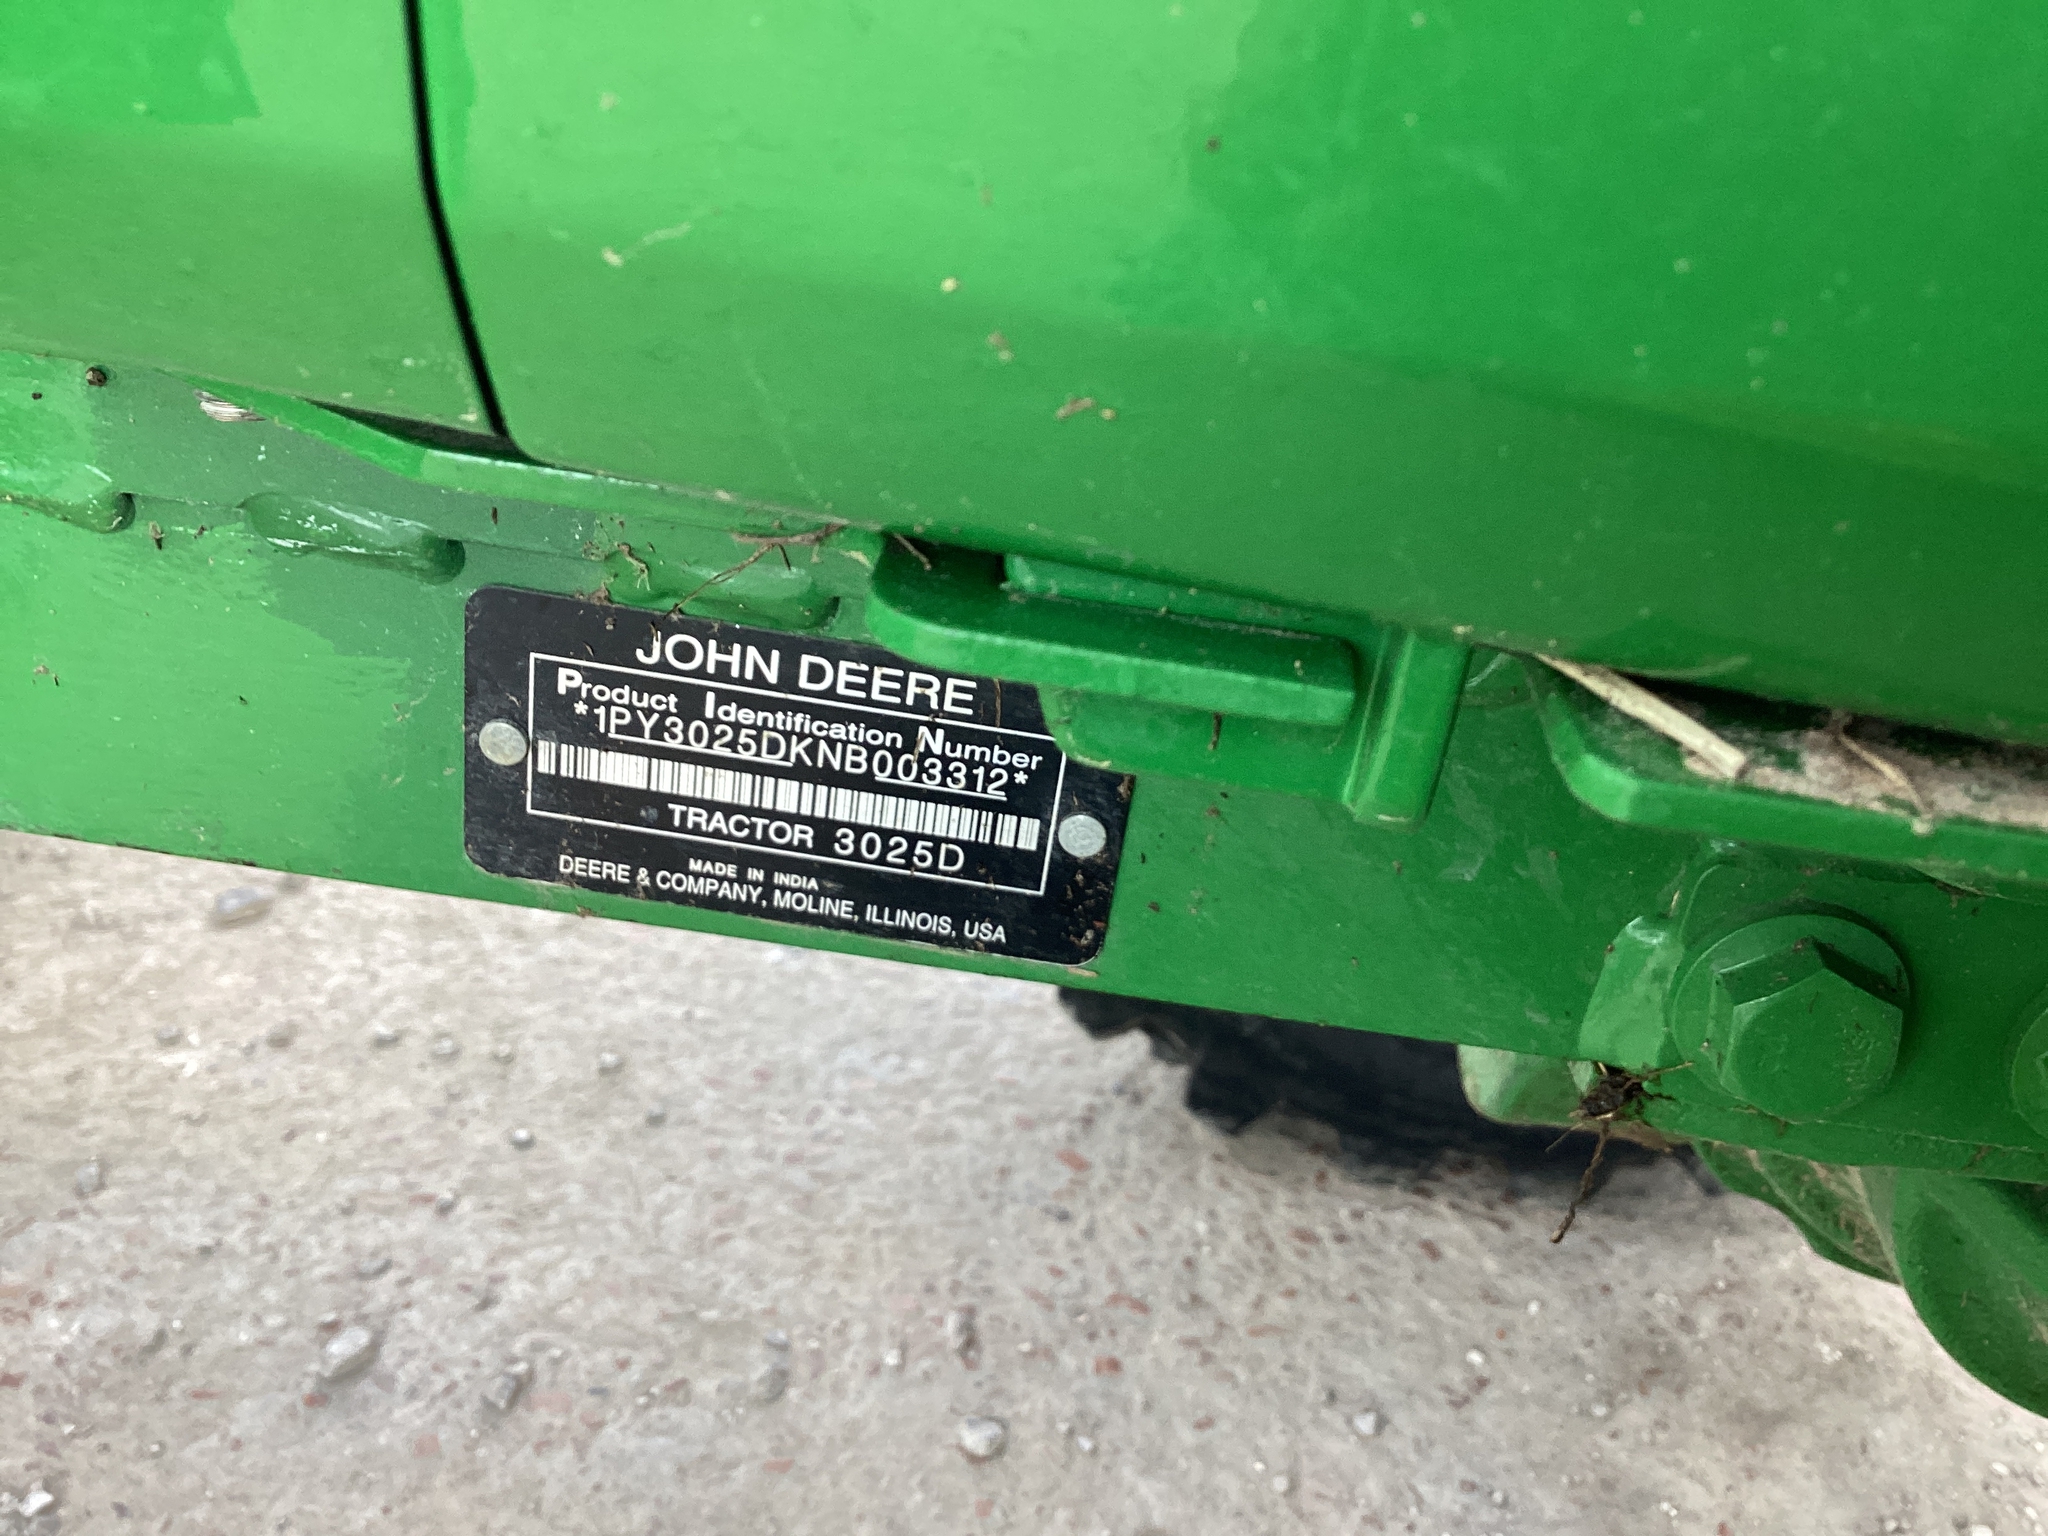 JOHN DEERE
Product Identification Number
*1PY3025DKNB003312*
TRACTOR 3025D
MADE IN INDIA
DEERE & COMPANY, MOLINE, ILLINOIS, USA